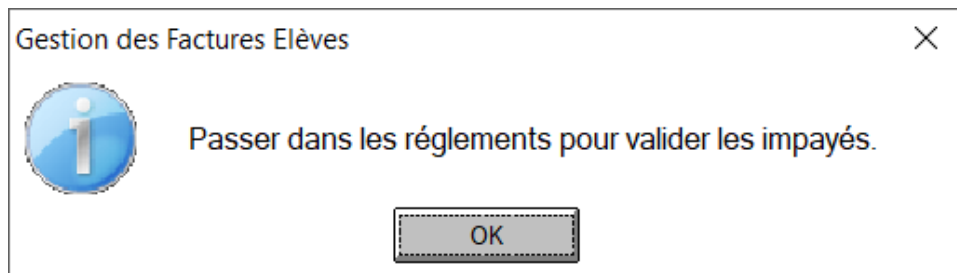 Gestion des Factures Elèves
Passer dans les réglements pour valider les impayés.
OK